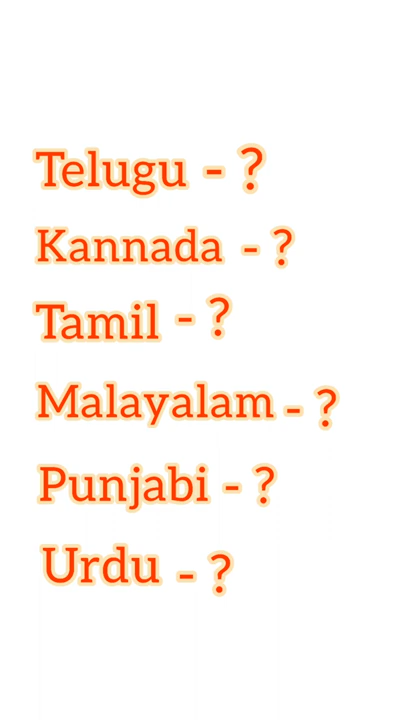 Telugu - ?
Kannada - ?
Tamil - ?
Malayalam - ?
Punjabi - ?
Urdu - ?